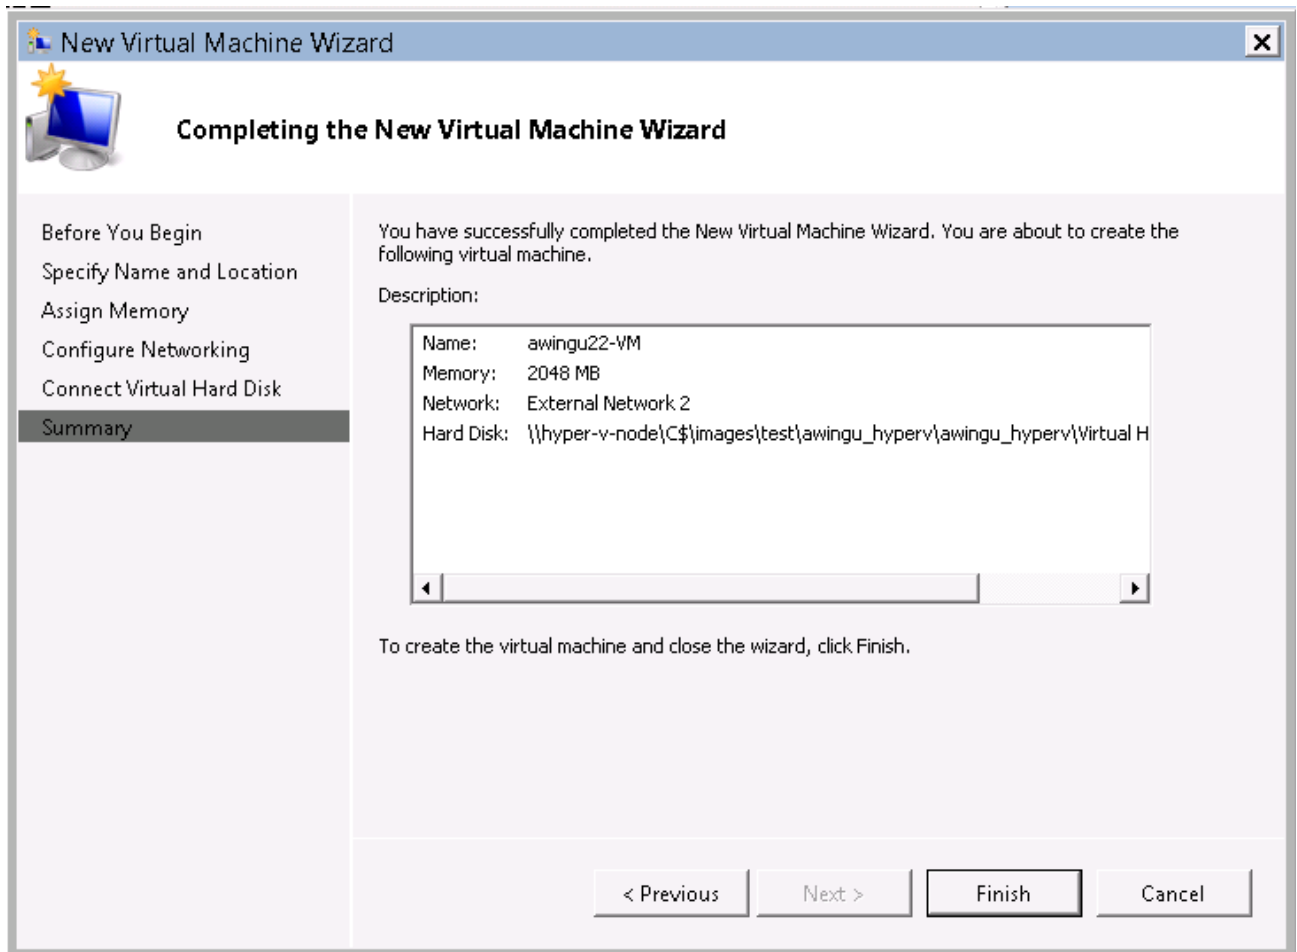 New Virtual Machine Wizard
Completing the New Virtual Machine Wizard
Before You Begin
Specify Name and Location
Assign Memory
Configure Networking
Connect Virtual Hard Disk
Summary
You have successfully completed the New Virtual Machine Wizard. You are about to create the
following virtual machine.
Description:
Name: awingu22-VM
Memory: 2048 MB
Network: External Network 2
Hard Disk: \\hyper-v-node\C$\images\test\awingu_hyperv\awingu_hyperv\Virtual H
To create the virtual machine and close the wizard, click Finish.
< Previous Next > Finish Cancel